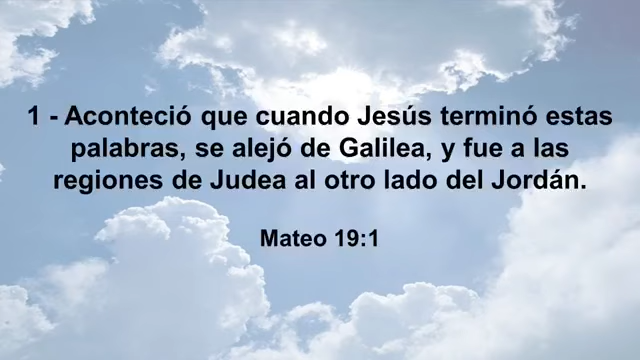 1 - Aconteció que cuando Jesús terminó estas
palabras, se alejó de Galilea, y fue a las
regiones de Judea al otro lado del Jordán.
Mateo 19:1